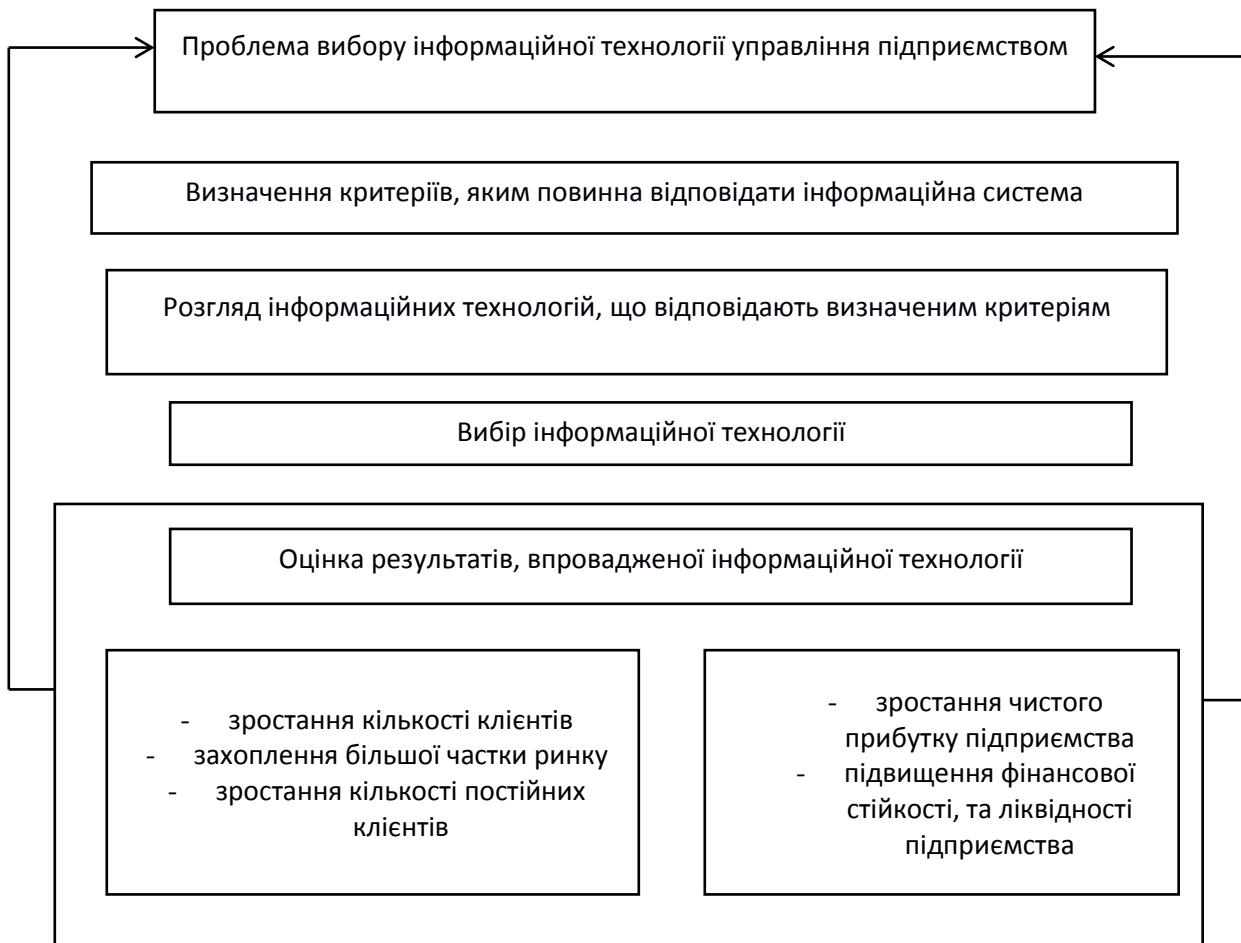 Проблема вибору інформаційної технології управління підприємством
Визначення критеріїв, яким повинна відповідати інформаційна система
Розгляд інформаційних технологій, що відповідають визначеним критеріям
Вибір інформаційної технології
Оцінка результатів, впровадженої інформаційної технології
- зростання кількості клієнтів
- захоплення більшої частки ринку
- зростання кількості постійних
клієнтів
- зростання чистого
прибутку підприємства
- підвищення фінансової
стійкості, та ліквідності
підприємства